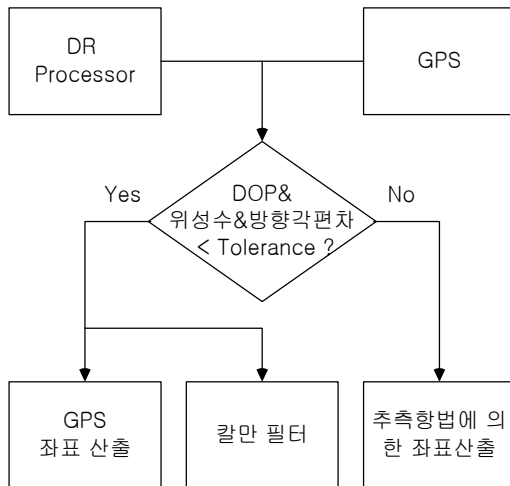 DR
Processor
GPS
Yes
DOP&
위성수&방향각편차
< Tolerance ?
No
GPS
좌표 산출
칼만 필터
추측항법에 의
한 좌표산출